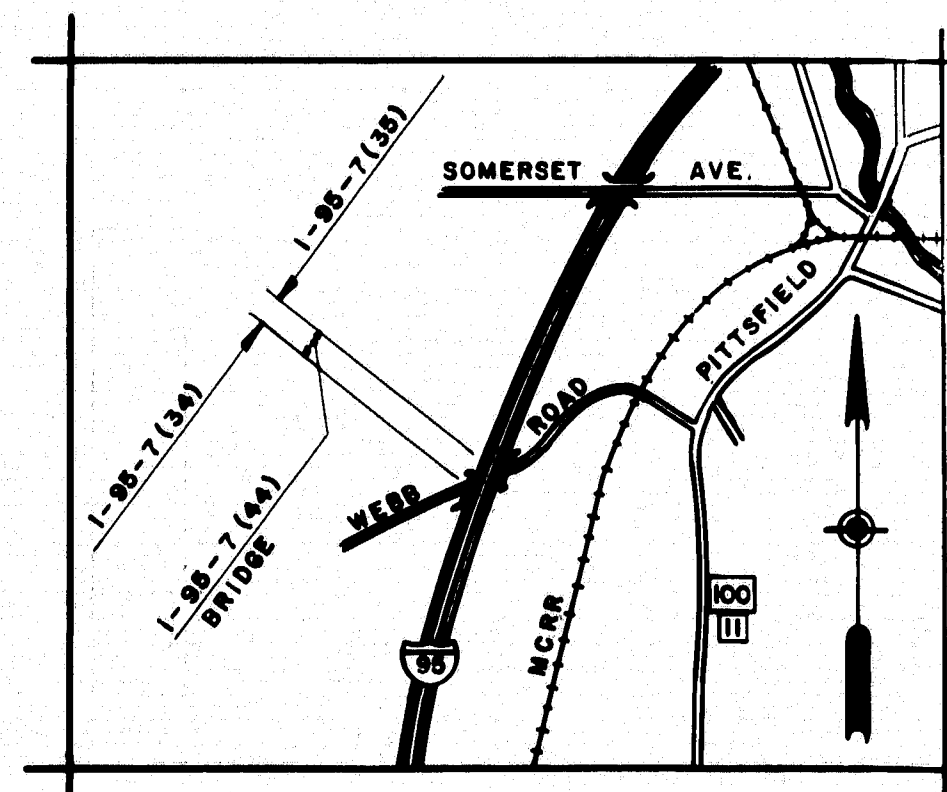 I-95-7(35)
SOMERSET AVE.
PITTSFIELD
I-95-7(34)
ROAD
WEBB
I-95-7(44)
BRIDGE
100
11
MCRR
95